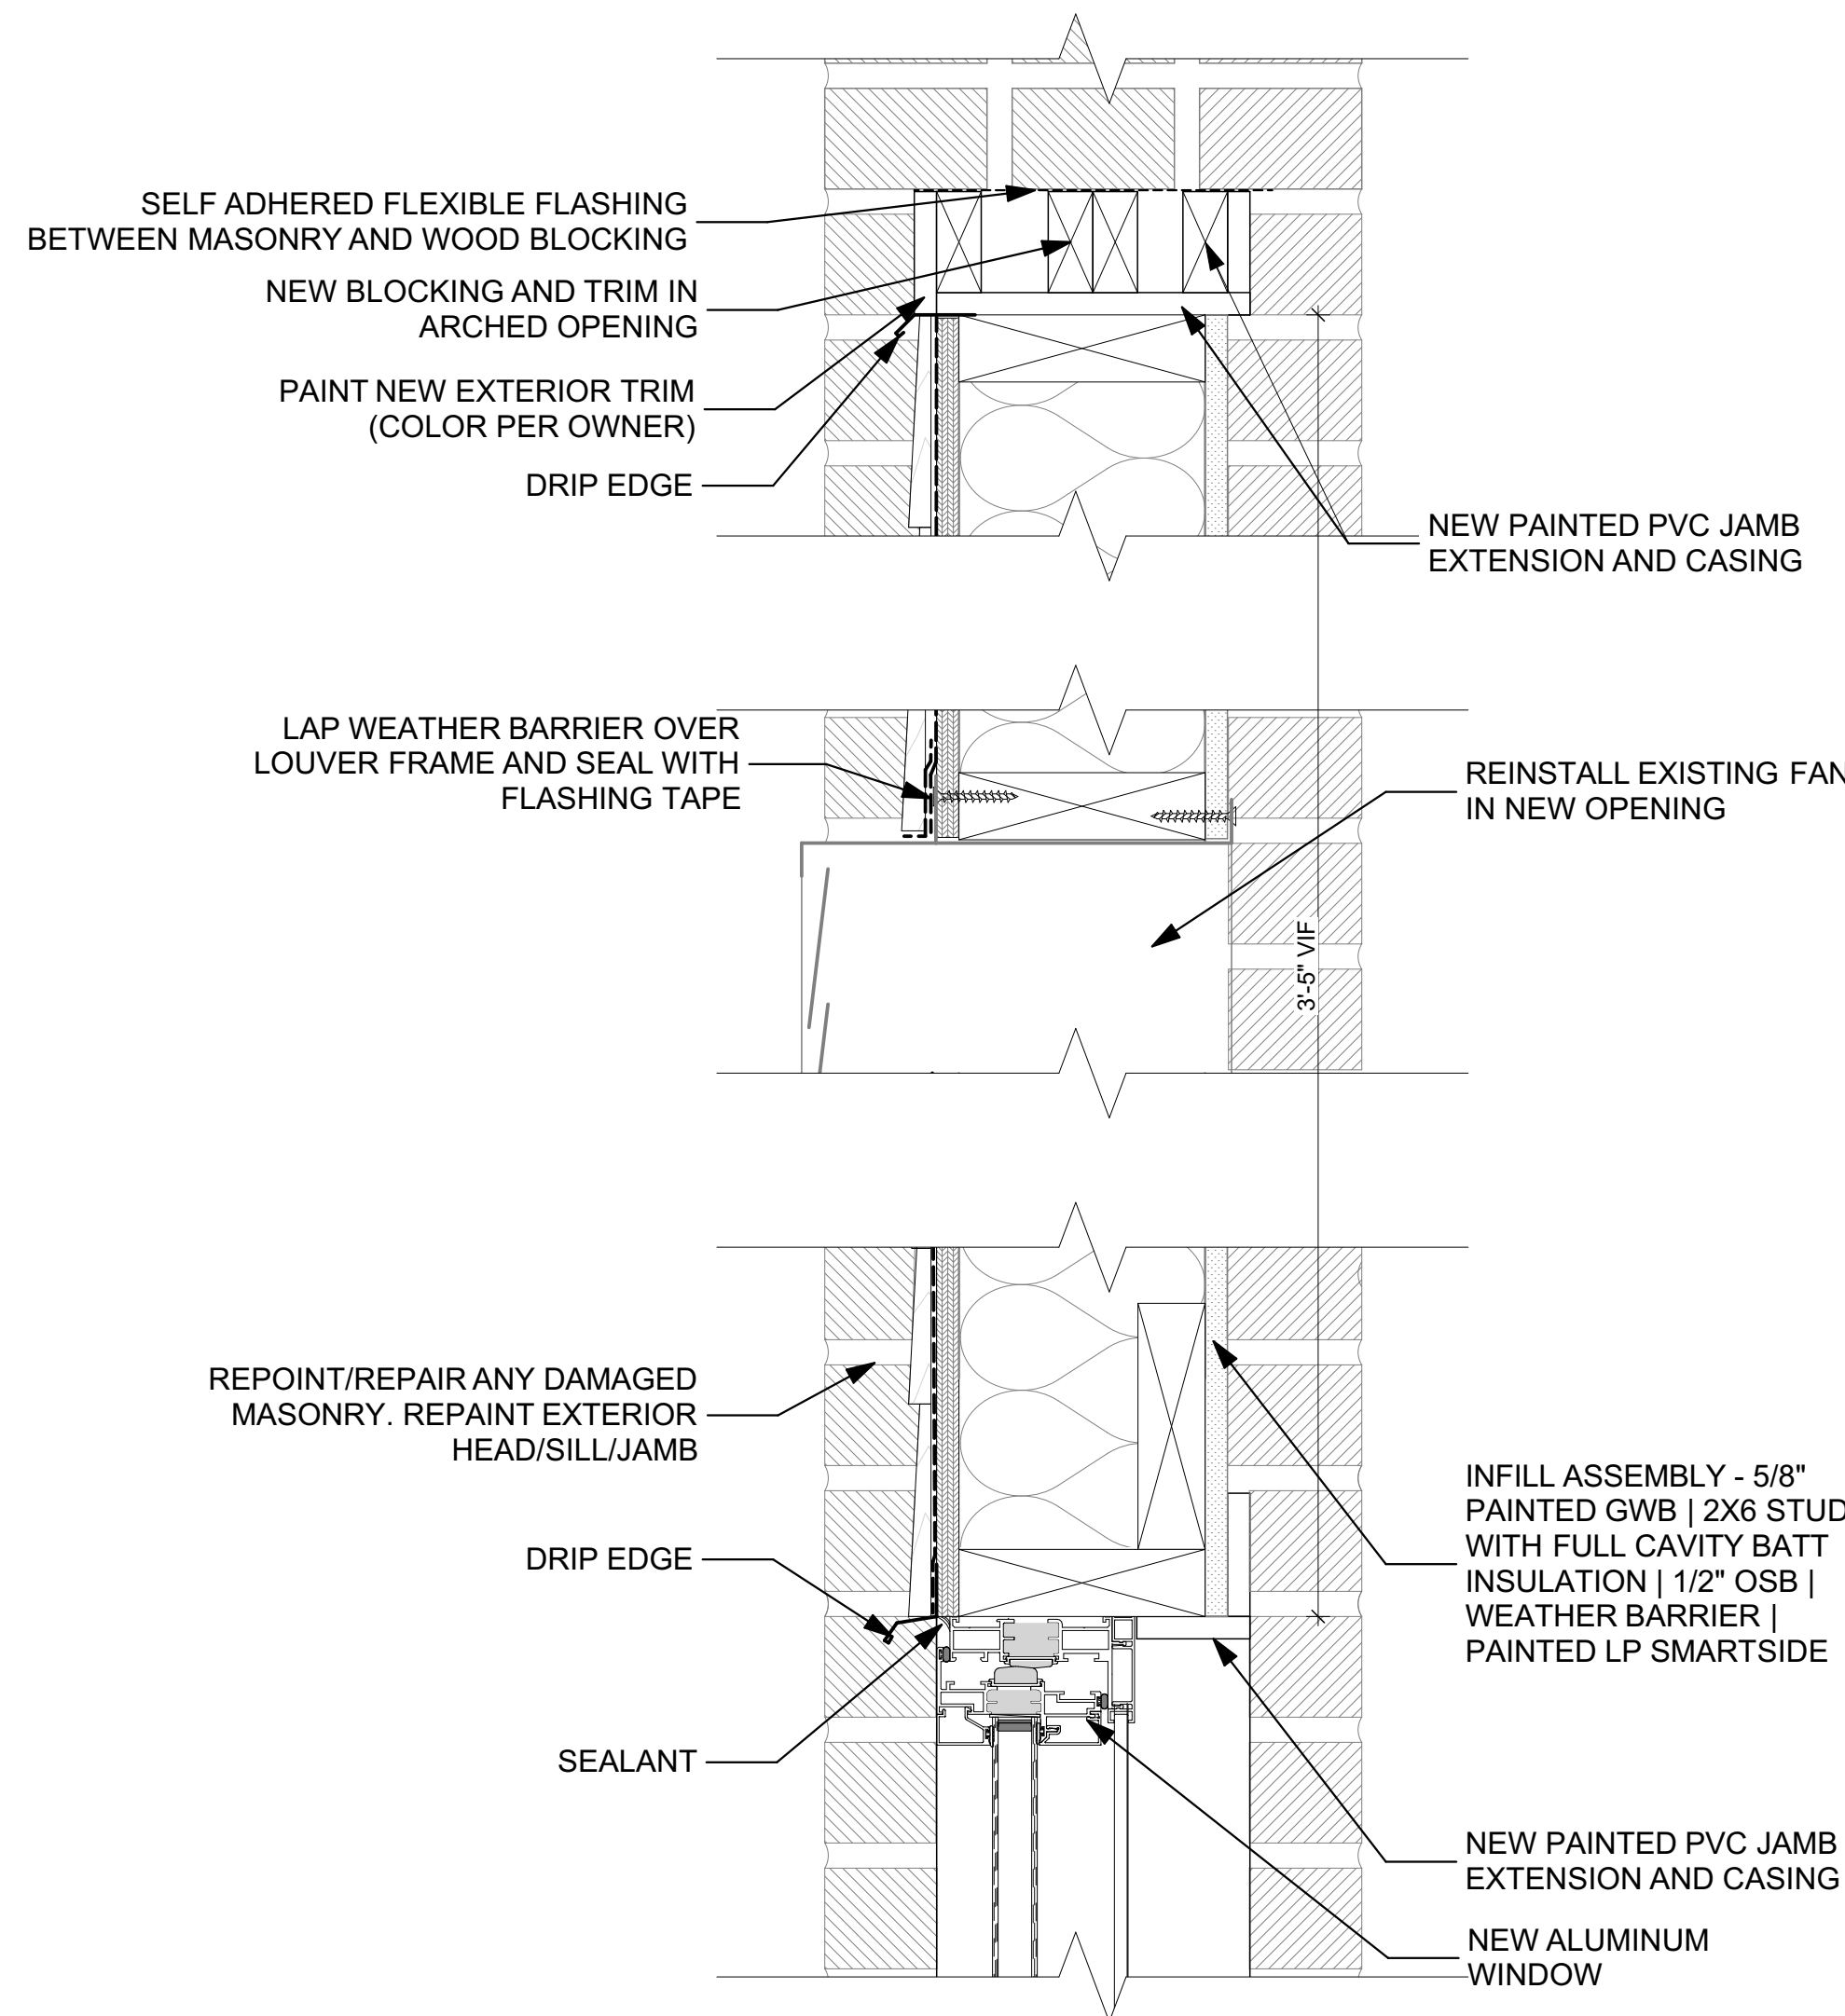 SELF ADHERED FLEXIBLE FLASHING
BETWEEN MASONRY AND WOOD BLOCKING
NEW BLOCKING AND TRIM IN
ARCHED OPENING
PAINT NEW EXTERIOR TRIM
(COLOR PER OWNER)
DRIP EDGE
NEW PAINTED PVC JAMB
EXTENSION AND CASING
LAP WEATHER BARRIER OVER
LOUVER FRAME AND SEAL WITH
FLASHING TAPE
REINSTALL EXISTING FAN
IN NEW OPENING
3'-5" VIF
REPOINT/REPAIR ANY DAMAGED
MASONRY. REPAINT EXTERIOR
HEAD/SILL/JAMB
DRIP EDGE
INFILL ASSEMBLY - 5/8"
PAINTED GWB | 2X6 STUD
WITH FULL CAVITY BATT
INSULATION | 1/2" OSB |
WEATHER BARRIER |
PAINTED LP SMARTSIDE
SEALANT
NEW PAINTED PVC JAMB
EXTENSION AND CASING
NEW ALUMINUM
WINDOW